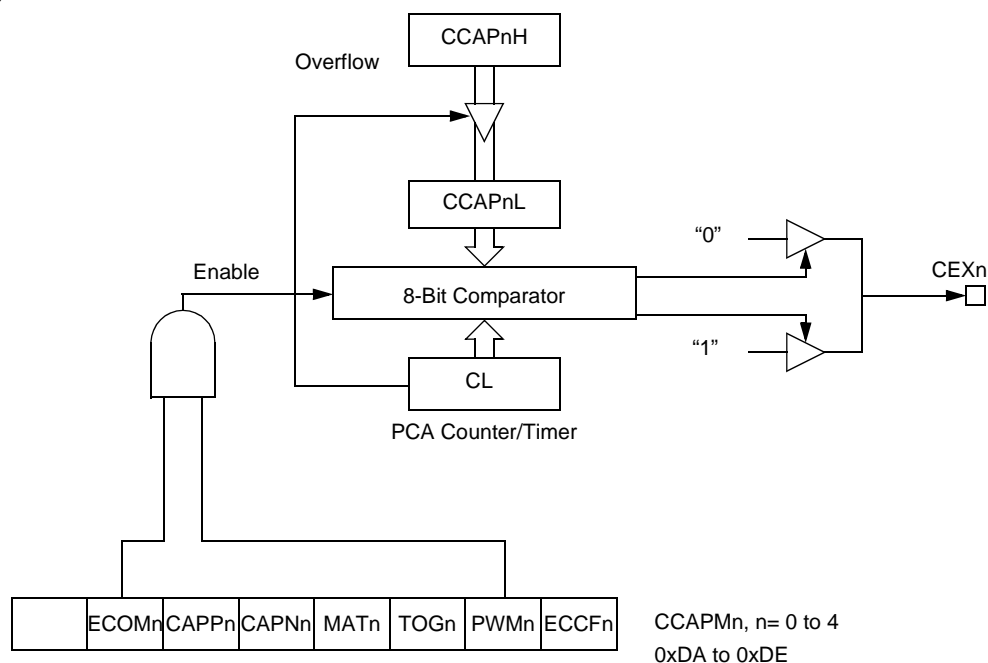 CCAPnH
Overflow
CCAPnL
“0”
Enable
8-Bit Comparator
CEXn
“1”
CL
PCA Counter/Timer
ECOMn CAPPn CAPNn MATn TOGn PWMn ECCFn
CCAPMn, n= 0 to 4
0xDA to 0xDE